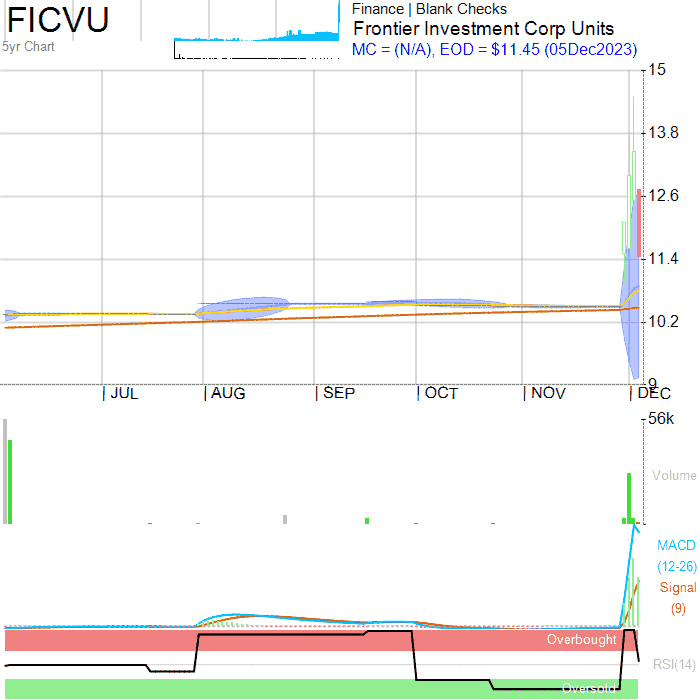 FICVU
5yr Chart
Finance | Blank Checks
Frontier Investment Corp Units
MC = (N/A), EOD = $11.45 (05Dec2023)
15
13.8
12.6
11.4
10.2
9
JUL
AUG
SEP
OCT
NOV
DEC
56k
Volume
MACD
(12-26)
Signal
(9)
Overbought
RSI(14)
Oversold